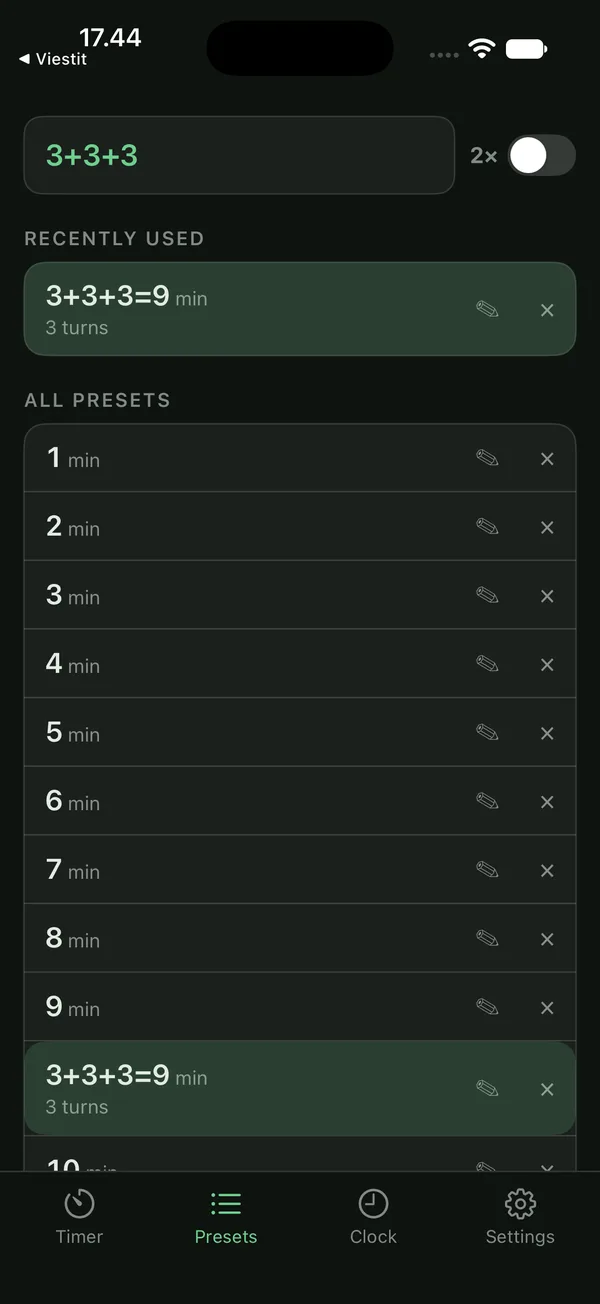 17.44
◀ Viestit
3+3+3
2×
RECENTLY USED
3+3+3=9 min
3 turns
ALL PRESETS
1 min
2 min
3 min
4 min
5 min
6 min
7 min
8 min
9 min
3+3+3=9 min
3 turns
10 min
Timer
Presets
Clock
Settings